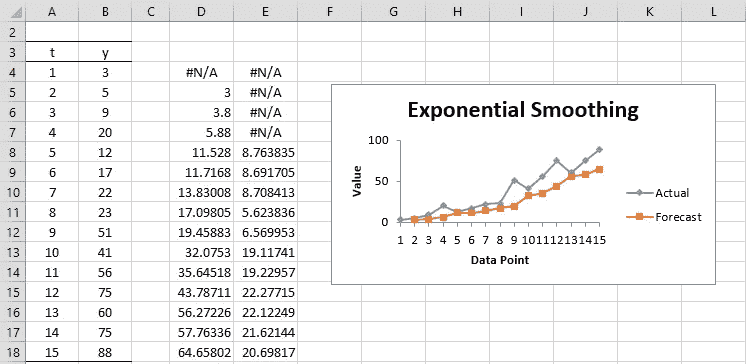 A B C D E F G H I J K L
2
3 t y
4 1 3 #N/A #N/A
5 2 5 3 #N/A
6 3 9 3.8 #N/A
7 4 20 5.88 #N/A
8 5 12 11.528 8.763835
9 6 17 11.7168 8.691705
10 7 22 13.83008 8.708413
11 8 23 17.09805 5.623836
12 9 51 19.45883 6.569953
13 10 41 32.0753 19.11741
14 11 56 35.64518 19.22957
15 12 75 43.78711 22.27715
16 13 60 56.27226 22.12249
17 14 75 57.76336 21.62144
18 15 88 64.65802 20.69817
Exponential Smoothing
Value
100
50
0
1 2 3 4 5 6 7 8 9 101112131415
Data Point
Actual
Forecast